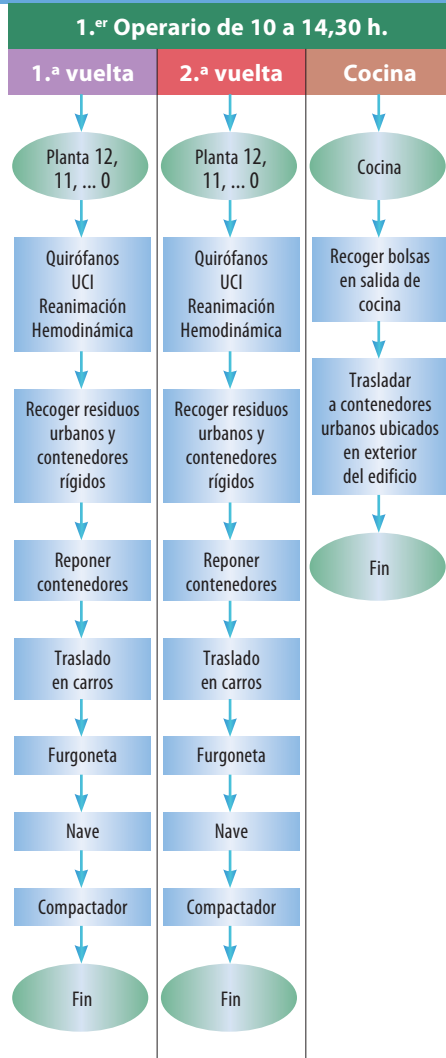 1.er Operario de 10 a 14,30 h.
1.ª vuelta
Planta 12,
11, ... 0
Quirófanos
UCI
Reanimación
Hemodinámica
Recoger residuos
urbanos y
contenedores
rígidos
Reponer
contenedores
Traslado
en carros
Furgoneta
Nave
Compactador
Fin
2.ª vuelta
Planta 12,
11, ... 0
Quirófanos
UCI
Reanimación
Hemodinámica
Recoger residuos
urbanos y
contenedores
rígidos
Reponer
contenedores
Traslado
en carros
Furgoneta
Nave
Compactador
Fin
Cocina
Cocina
Recoger bolsas
en salida de
cocina
Trasladar
a contenedores
urbanos ubicados
en exterior
del edificio
Fin